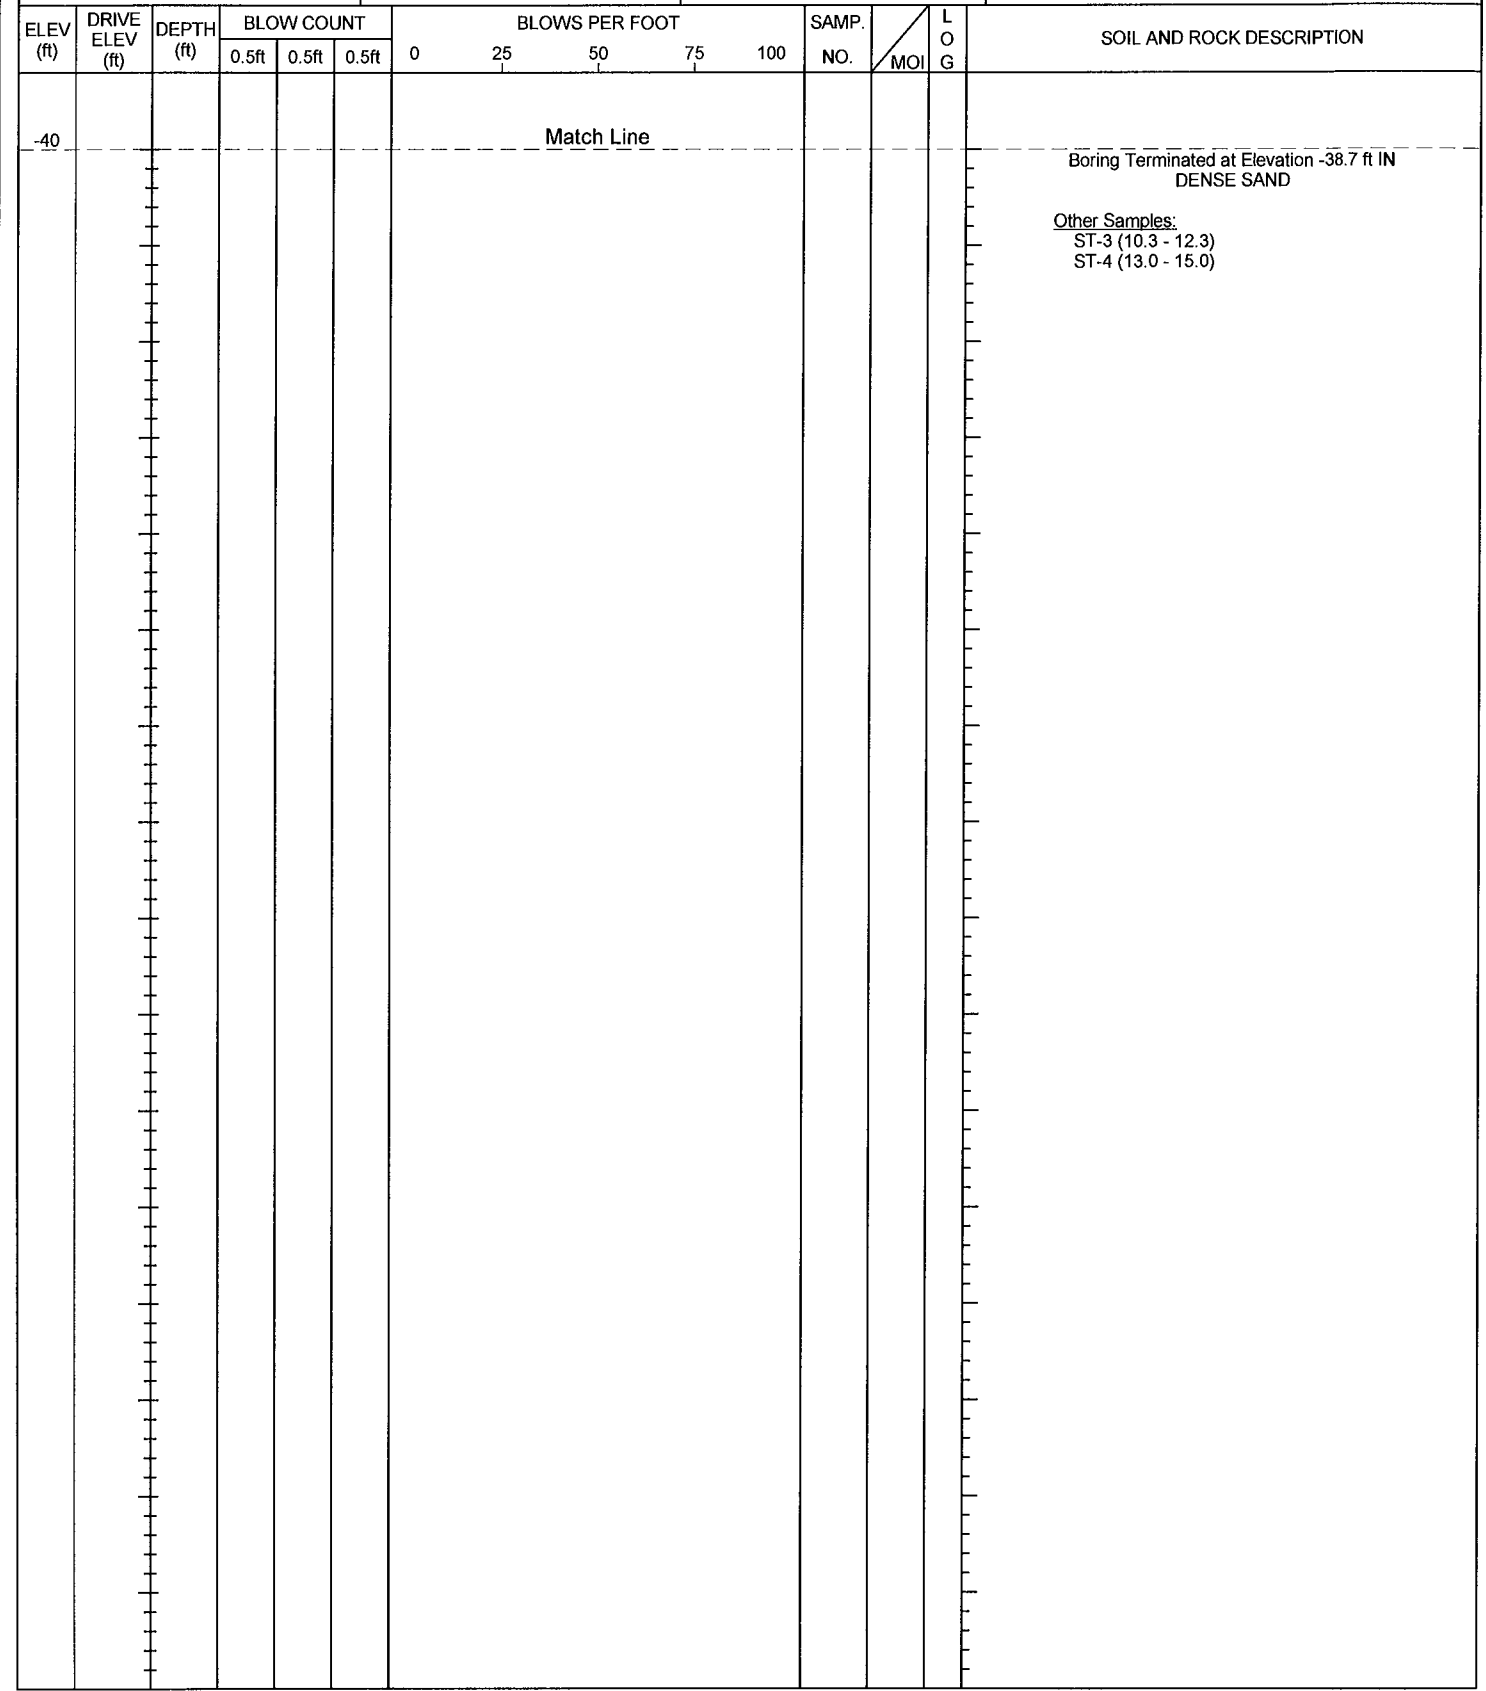 ELEV (ft)
DRIVE ELEV (ft)
DEPTH (ft)
BLOW COUNT
0.5ft 0.5ft 0.5ft
BLOWS PER FOOT
0 25 50 75 100
SAMP. NO.
MOI
LOG
SOIL AND ROCK DESCRIPTION
-40
Match Line
Boring Terminated at Elevation -38.7 ft IN
DENSE SAND
Other Samples:
ST-3 (10.3 - 12.3)
ST-4 (13.0 - 15.0)